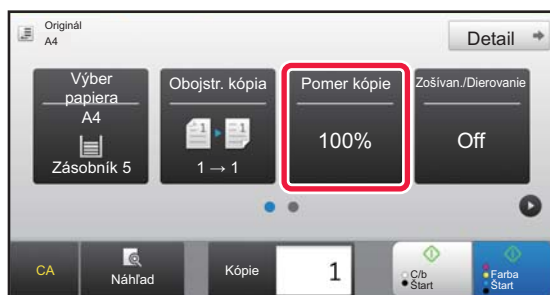 Originál
A4
Detail
Výber
papiera
A4
Zásobník 5
Obojstr. kópia
1 → 1
Pomer kópie
100%
Zošívan./Dierovanie
Off
CA
Náhľad
Kópie
1
C/b
Štart
Farba
Štart